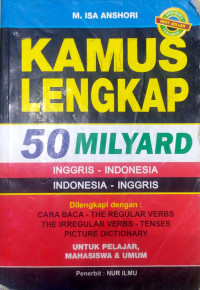 M. ISA ANSHORI
KAMUS
LENGKAP
50 MILYARD
INGGRIS - INDONESIA
INDONESIA - INGGRIS
Dilengkapi dengan :
CARA BACA - THE REGULAR VERBS
THE IRREGULAR VERBS - TENSES
PICTURE DICTIONARY
UNTUK PELAJAR,
MAHASISWA & UMUM
Penerbit : NUR ILMU